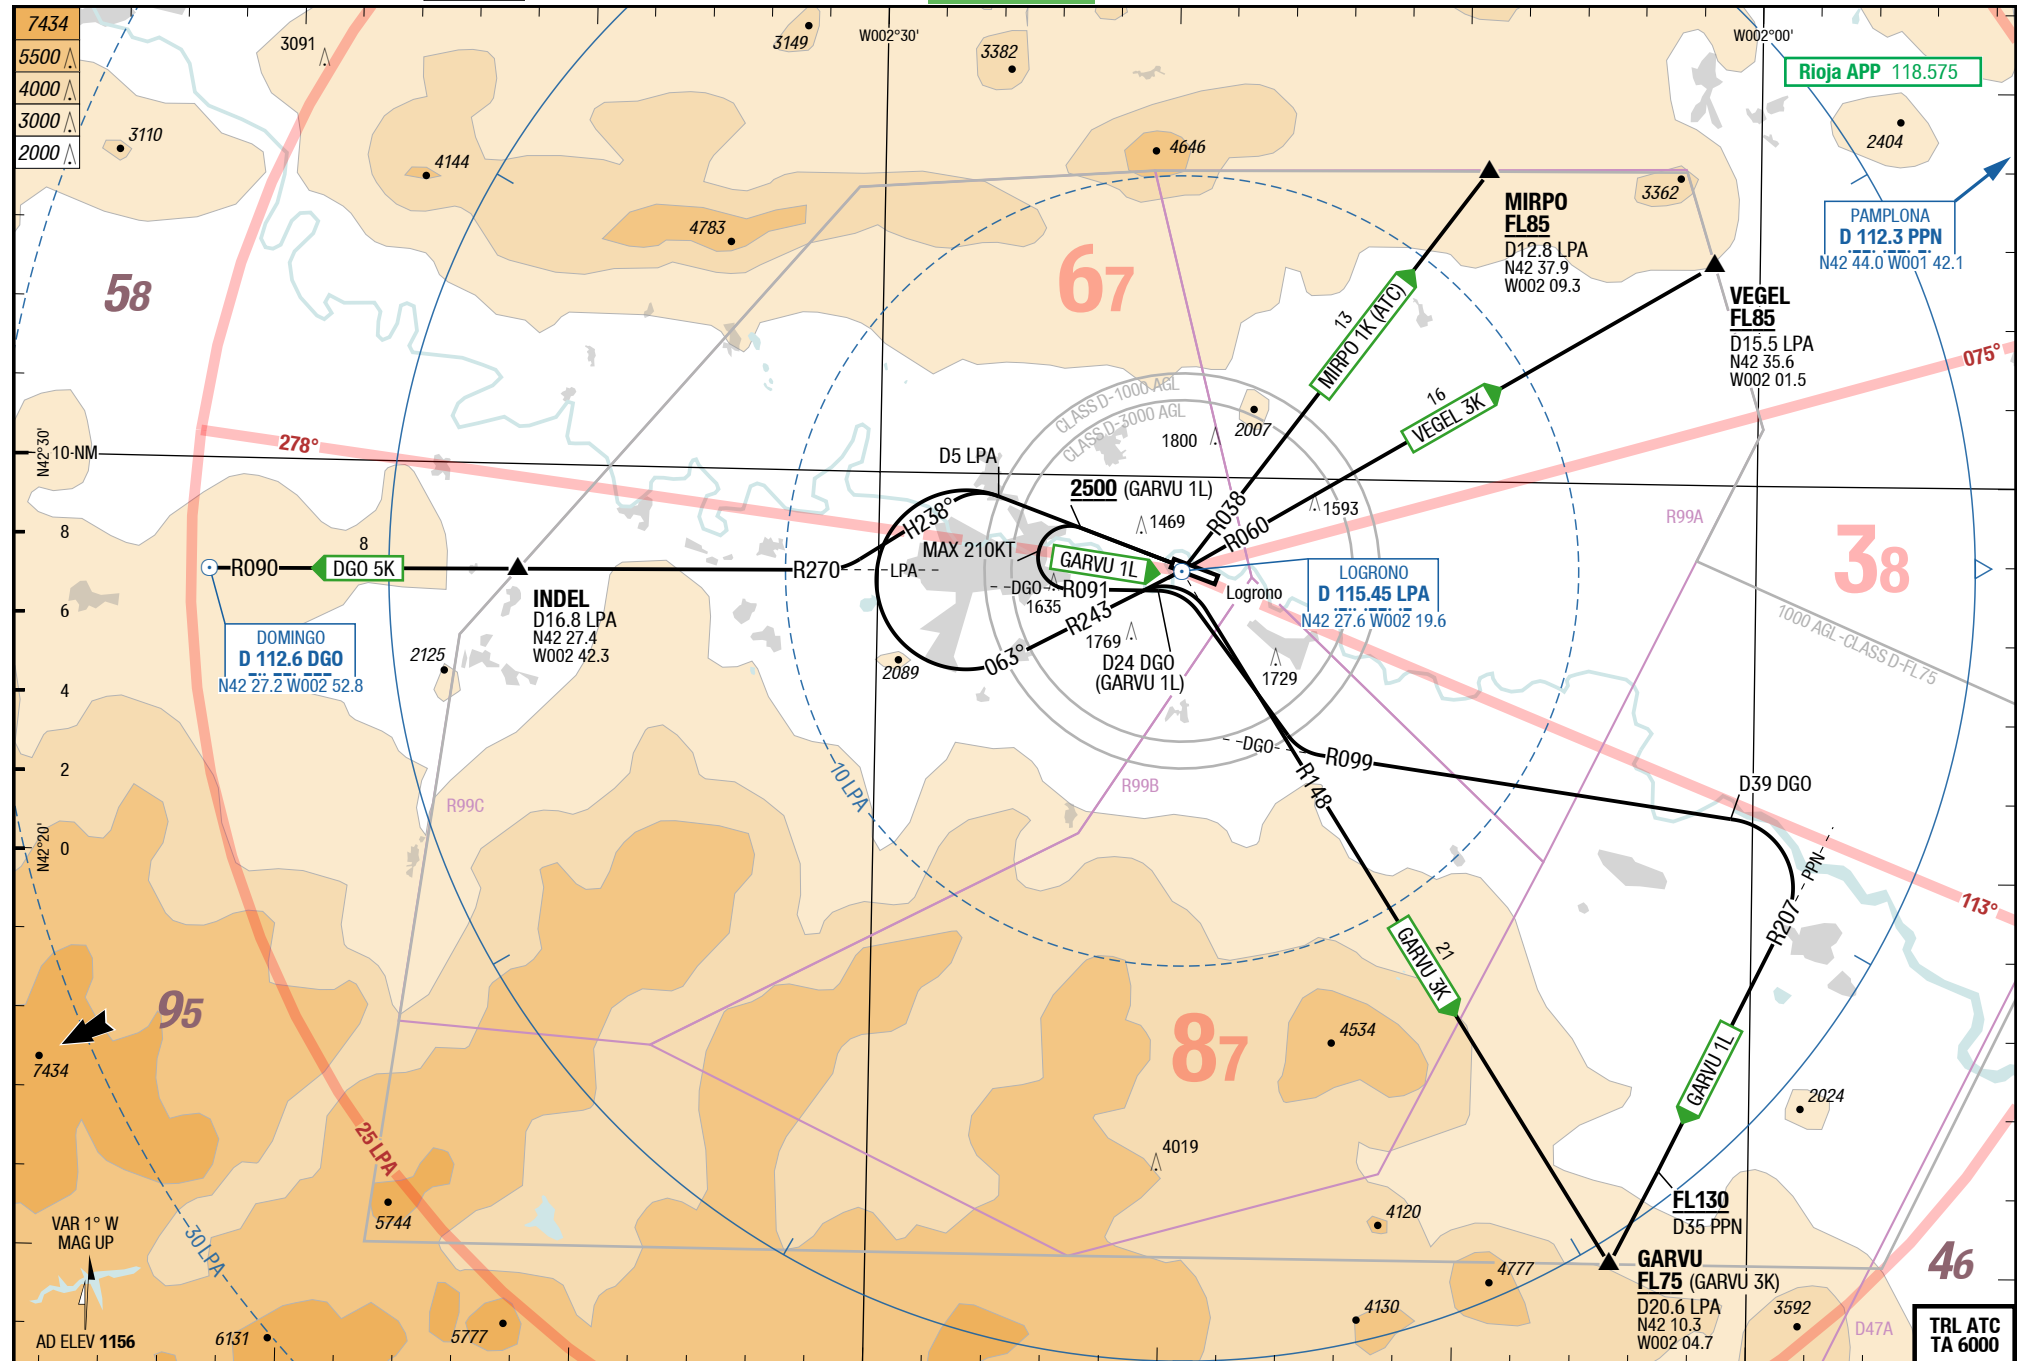 7434
5500
4000
3000
2000
3091
3149
3382
W002°30'
W002°00'
Rioja APP 118.575
3110
4144
4646
2404
3362
4783
MIRPO
FL85
D12.8 LPA
N42 37.9
W002 09.3
PAMPLONA
D 112.3 PPN
N42 44.0 W001 42.1
58
67
VEGEL
FL85
D15.5 LPA
N42 35.6
W002 01.5
13
MIRPO 1K (ATC)
075°
16
VEGEL 3K
CLASS D-1000 AGL
CLASS D-3000 AGL
1800
2007
278°
N42°30'
10-NM
D5 LPA
2500 (GARVU 1L)
R038
R060
1593
1469
R99A
H238°
MAX 210KT
8
8
R090
DGO 5K
R270
LPA
GARVU 1L
DGO
R091
1635
Logrono
LOGRONO
D 115.45 LPA
N42 27.6 W002 19.6
38
INDEL
D16.8 LPA
N42 27.4
W002 42.3
6
R243
1769
063°
1000 AGL-CLASS D-FL75
DOMINGO
D 112.6 DGO
N42 27.2 W002 52.8
2125
2089
D24 DGO
(GARVU 1L)
1729
4
DGO
R099
2
R148
10 LPA
R99B
R99C
D39 DGO
N42°20'
0
PPN
113°
R207
21
GARVU 3K
95
87
4534
7434
GARVU 1L
2024
25 LPA
4019
5744
4120
FL130
D35 PPN
VAR 1° W
MAG UP
30 LPA
GARVU
FL75 (GARVU 3K)
D20.6 LPA
N42 10.3
W002 04.7
46
4777
4130
3592
AD ELEV 1156
6131
5777
D47A
TRL ATC
TA 6000